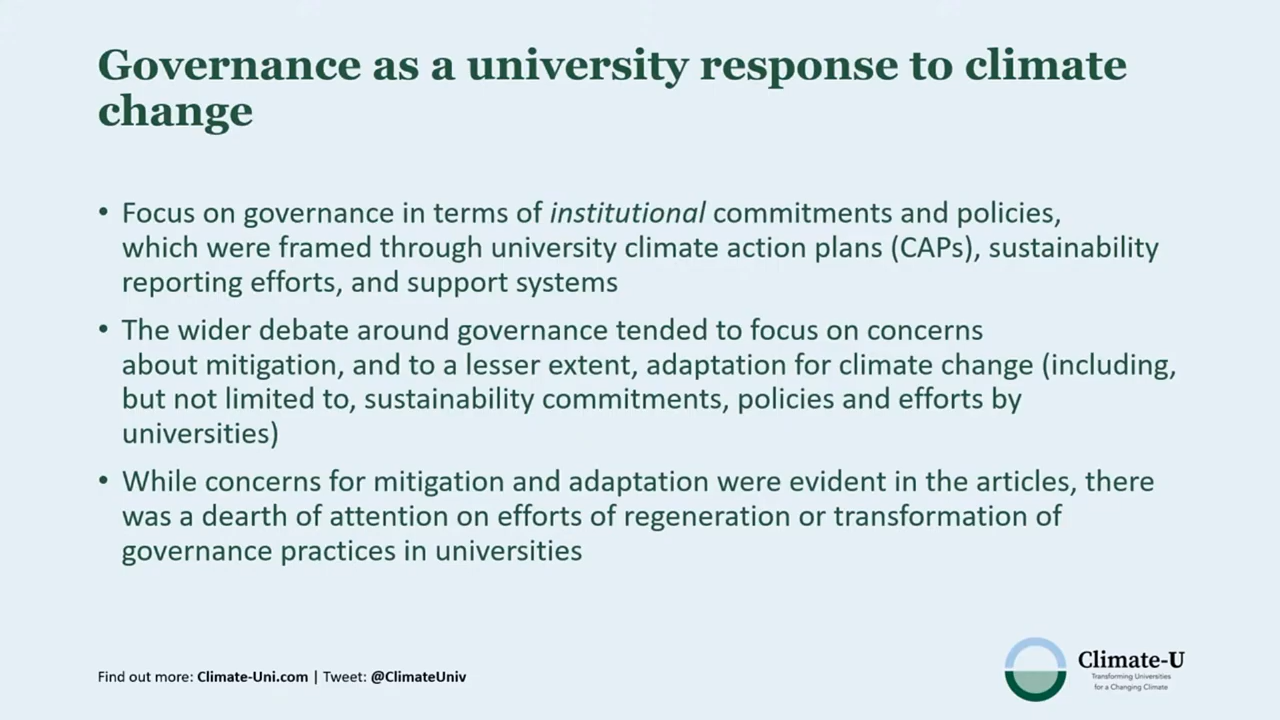 Governance as a university response to climate
change
• Focus on governance in terms of institutional commitments and policies,
which were framed through university climate action plans (CAPs), sustainability
reporting efforts, and support systems
• The wider debate around governance tended to focus on concerns
about mitigation, and to a lesser extent, adaptation for climate change (including,
but not limited to, sustainability commitments, policies and efforts by
universities)
• While concerns for mitigation and adaptation were evident in the articles, there
was a dearth of attention on efforts of regeneration or transformation of
governance practices in universities
Find out more: Climate-Uni.com | Tweet: @ClimateUniv
Climate-U
Transforming Universities
for a Changing Climate